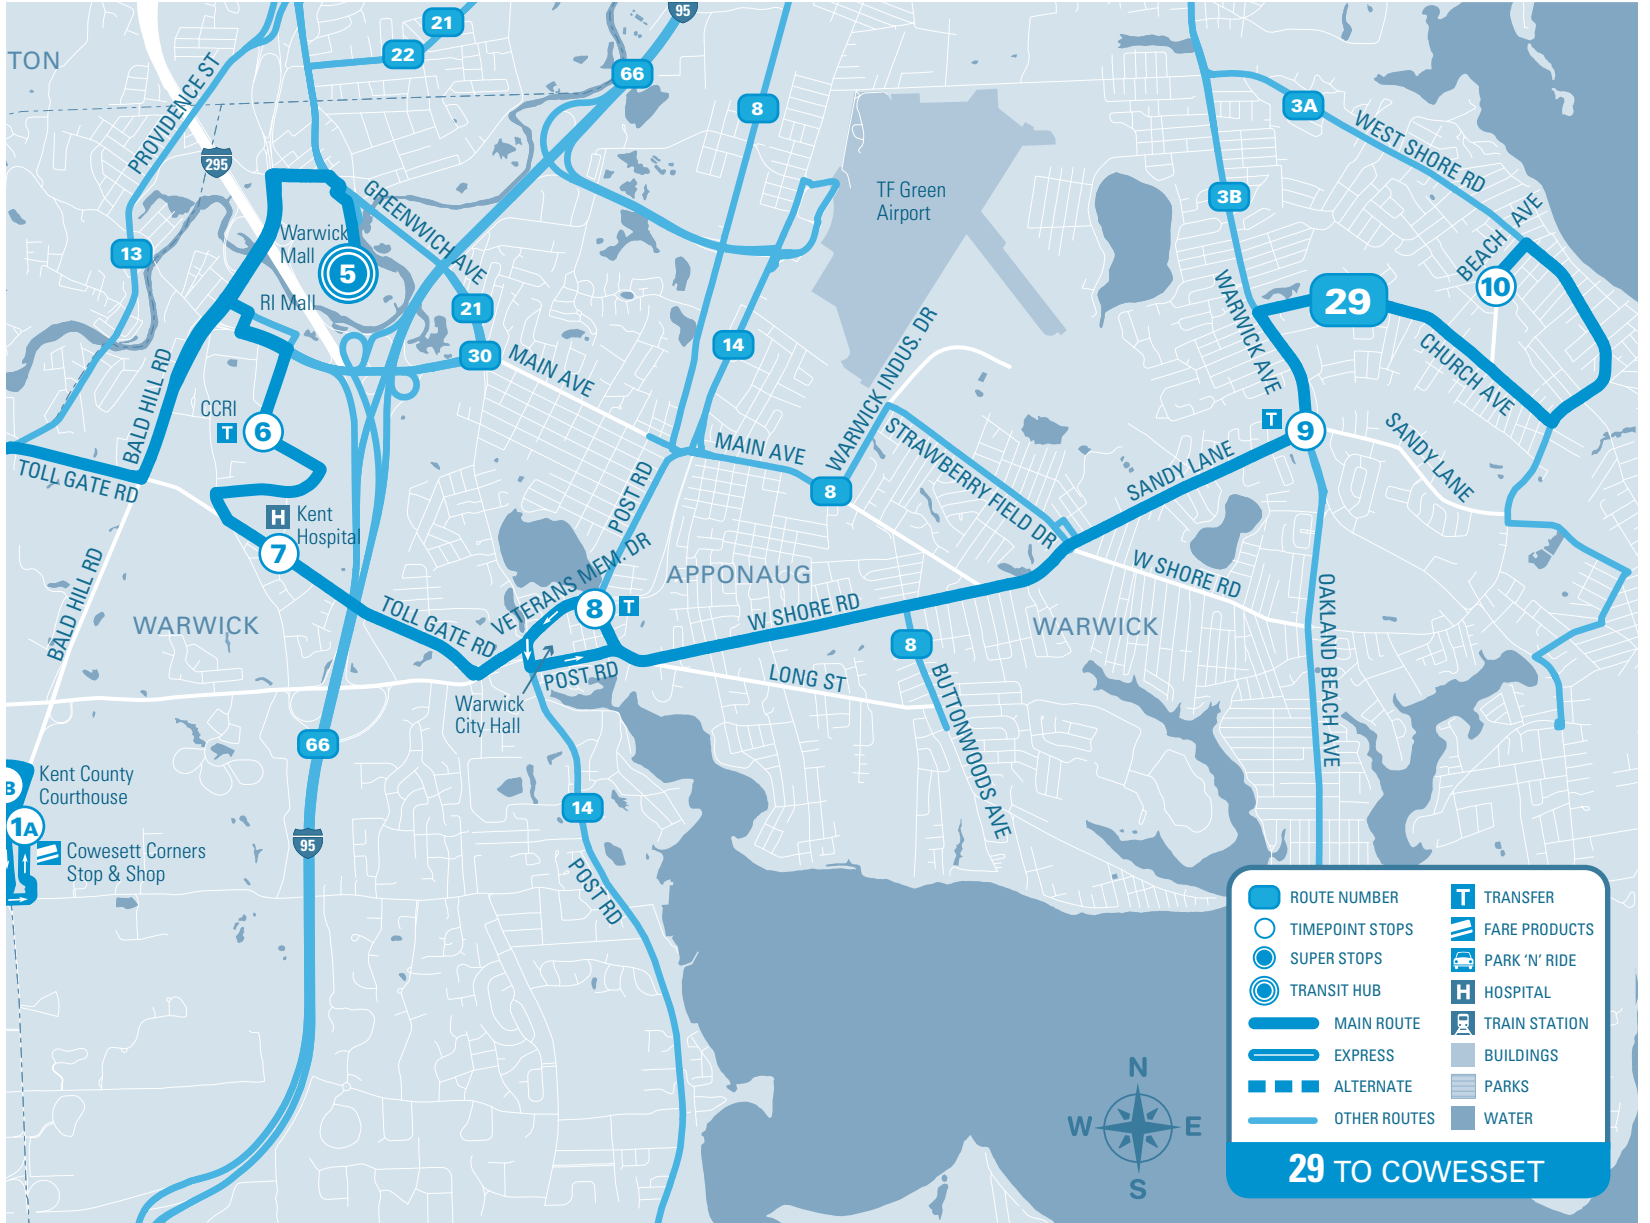 95
21
22
TON
66
8
3A
PROVIDENCE ST
WEST SHORE RD
295
TF Green
Airport
3B
GREENWICH AVE
BEACH AVE
Warwick
Mall
5
13
RI Mall
21
10
29
WARWICK AVE
CHURCH AVE
WARWICK INDUS. DR
14
30
MAIN AVE
BALD HILL RD
CCRI
T
6
T
9
SANDY LANE
STRAWBERRY FIELD DR
MAIN AVE
SANDY LANE
TOLL GATE RD
8
POST RD
H
Kent
Hospital
7
VETERANS MEM. DR
BALD HILL RD
APPONAUG
W SHORE RD
8
T
TOLL GATE RD
W SHORE RD
WARWICK
WARWICK
OAKLAND BEACH AVE
8
POST RD
LONG ST
BUTTONWOODS AVE
Warwick
City Hall
66
Kent County
Courthouse
B
1A
14
95
Cowesett Corners
Stop & Shop
POST RD
ROUTE NUMBER
TIMEPOINT STOPS
SUPER STOPS
TRANSIT HUB
MAIN ROUTE
EXPRESS
ALTERNATE
OTHER ROUTES
T TRANSFER
FARE PRODUCTS
PARK ‘N’ RIDE
H HOSPITAL
TRAIN STATION
BUILDINGS
PARKS
WATER
N
W E
S
29 TO COWESSET